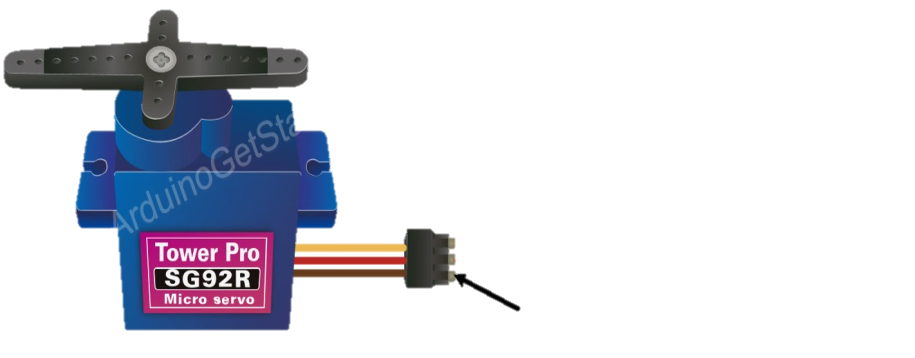 ArduinoGetSta
Tower Pro
SG92R
Micro servo